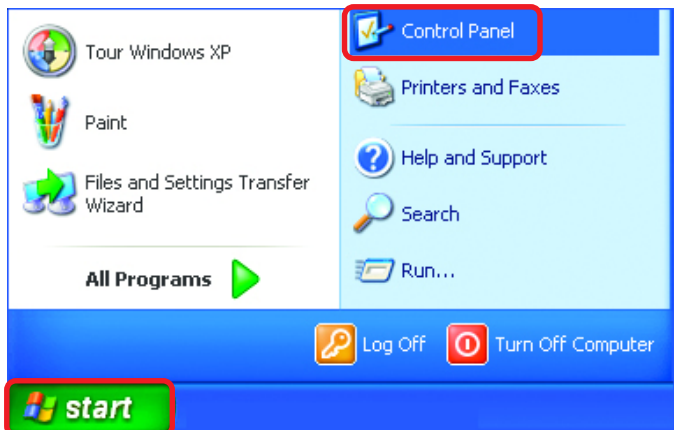 Tour Windows XP
Paint
Files and Settings Transfer
Wizard
All Programs
Control Panel
Printers and Faxes
Help and Support
Search
Run...
Log Off
Turn Off Computer
start